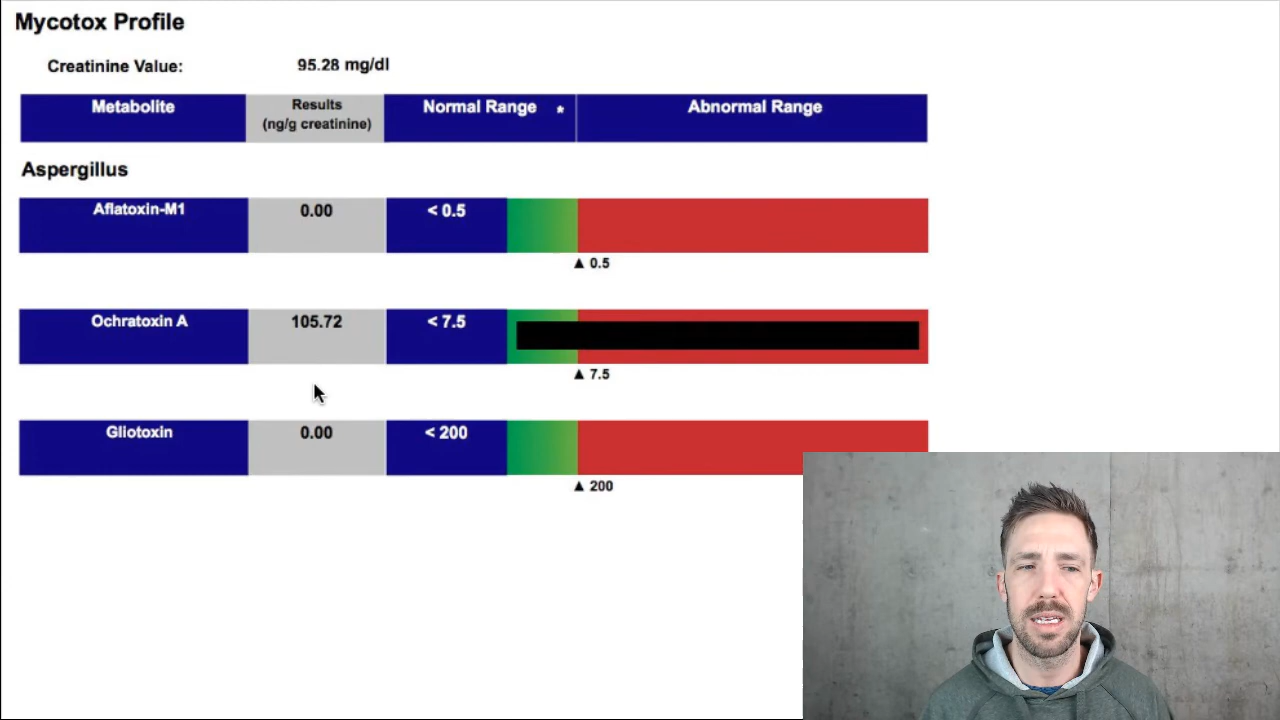 Mycotox Profile
Creatinine Value: 95.28 mg/dl
Metabolite Results (ng/g creatinine) Normal Range * Abnormal Range
Aspergillus
Aflatoxin-M1 0.00 < 0.5
▲ 0.5
Ochratoxin A 105.72 < 7.5
▲ 7.5
Gliotoxin 0.00 < 200
▲ 200